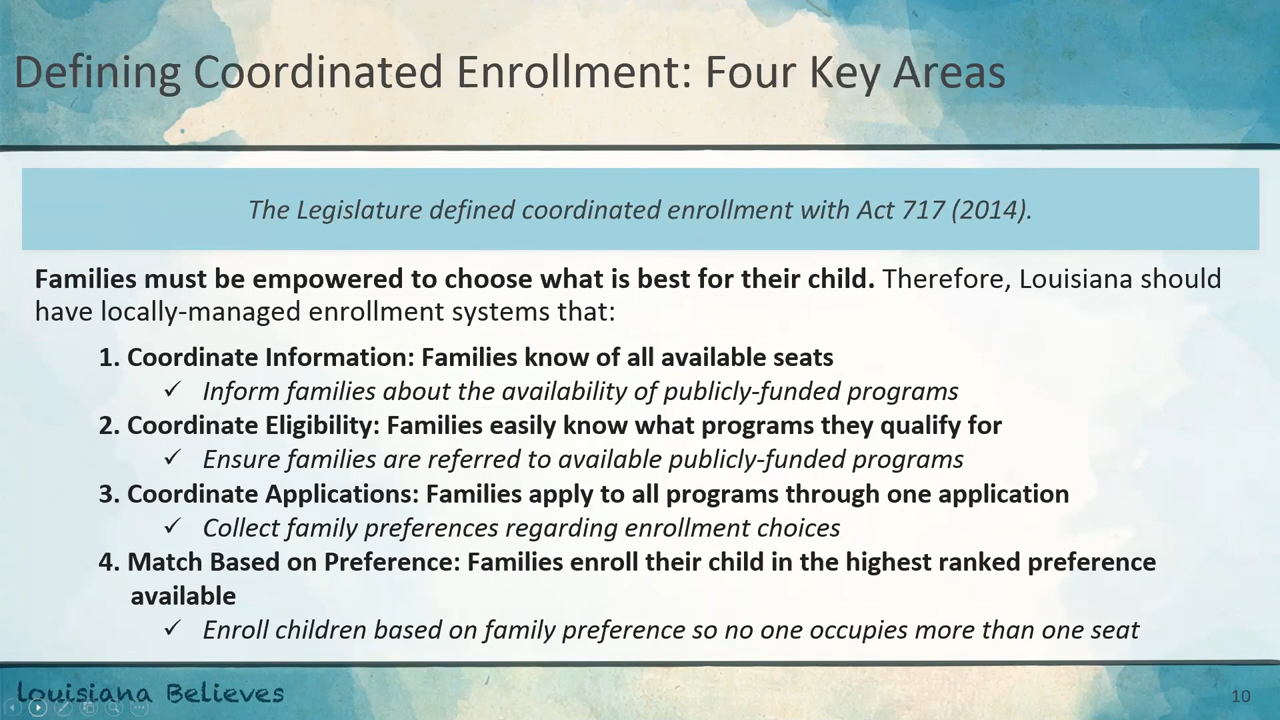 Defining Coordinated Enrollment: Four Key Areas
The Legislature defined coordinated enrollment with Act 717 (2014).
Families must be empowered to choose what is best for their child. Therefore, Louisiana should
have locally-managed enrollment systems that:
1. Coordinate Information: Families know of all available seats
✓ Inform families about the availability of publicly-funded programs
2. Coordinate Eligibility: Families easily know what programs they qualify for
✓ Ensure families are referred to available publicly-funded programs
3. Coordinate Applications: Families apply to all programs through one application
✓ Collect family preferences regarding enrollment choices
4. Match Based on Preference: Families enroll their child in the highest ranked preference
available
✓ Enroll children based on family preference so no one occupies more than one seat
Louisiana Believes
10